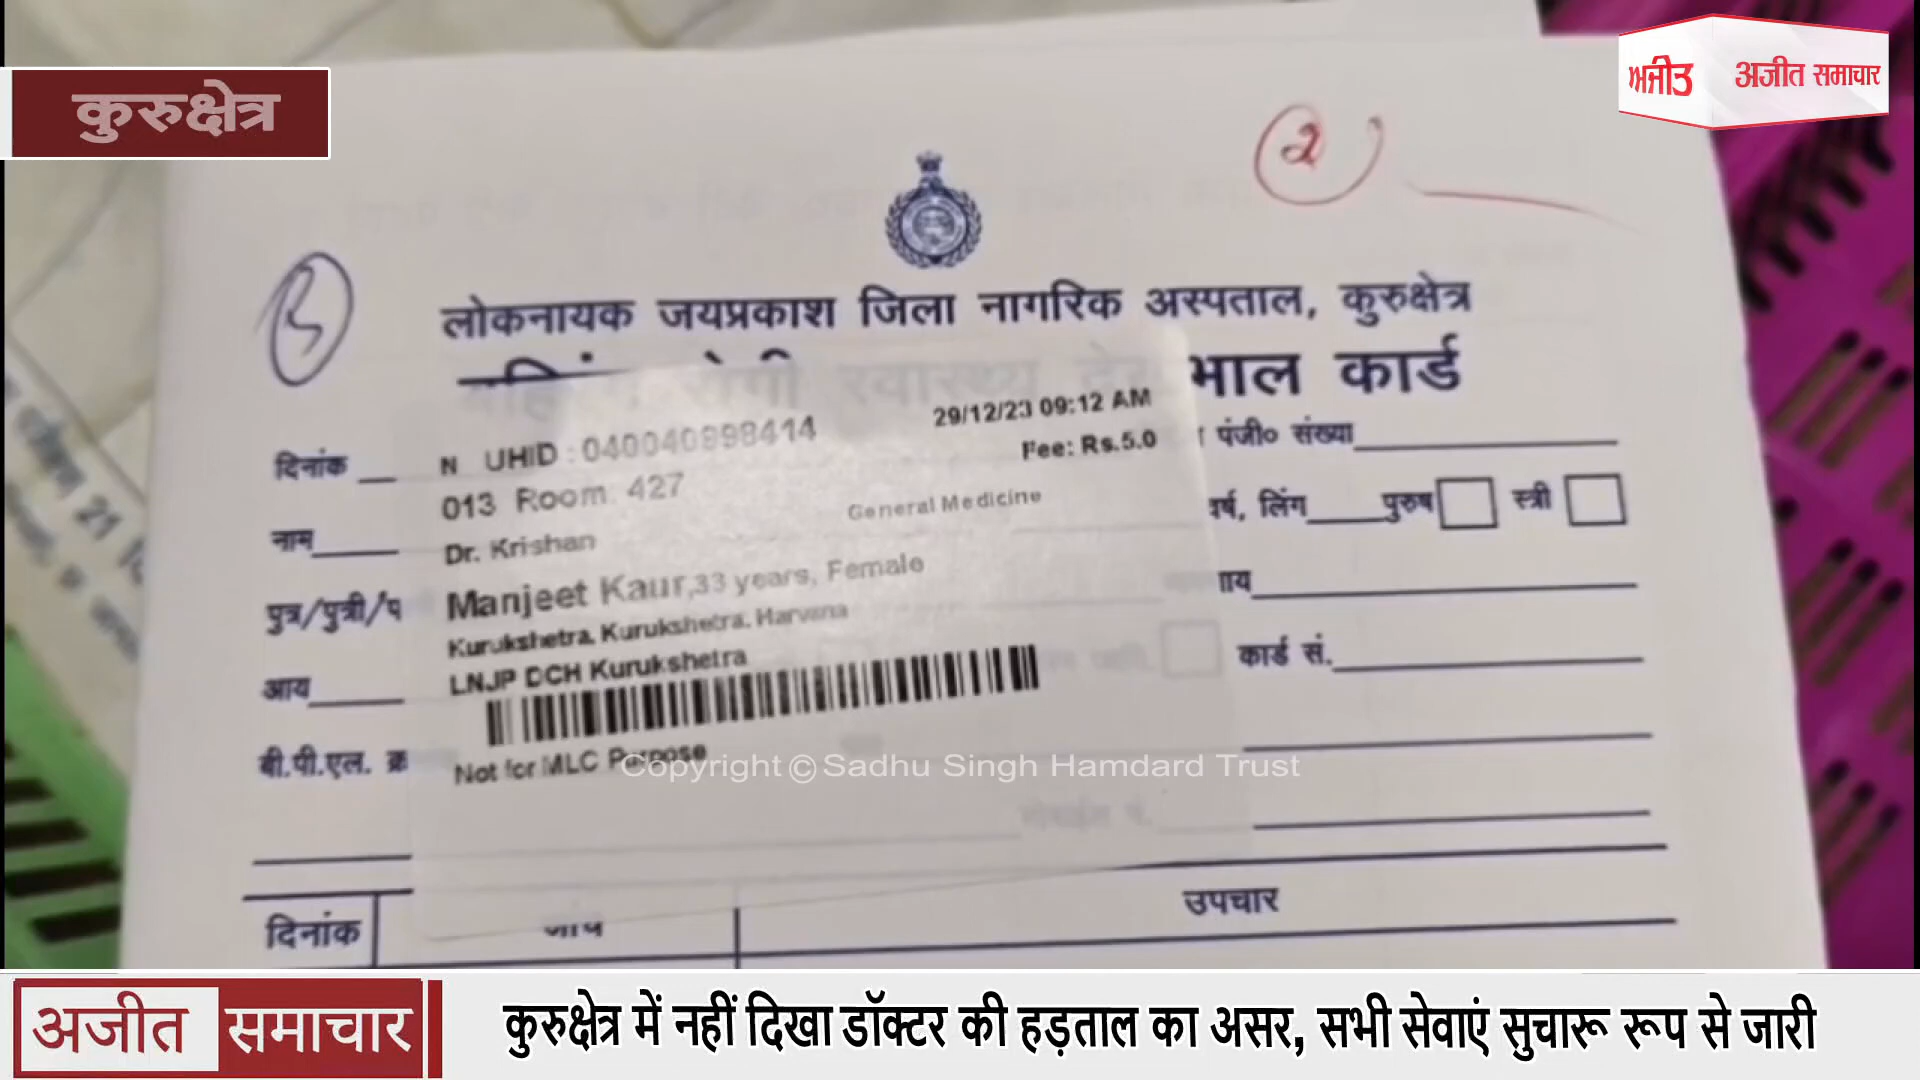 कुरुक्षेत्र
ਅਜੀਤ अजीत समाचार
2
लोकनायक जयप्रकाश जिला नागरिक अस्पताल, कुरुक्षेत्र
रोगी स्वास्थ्य देखभाल कार्ड
29/12/23 09:12 AM
दिनांक N UHID : 040040998414 Fee: Rs.5.0 पंजी० संख्या
013 Room 427 General Medicine र्ष, लिंग पुरुष स्त्री
नाम Dr. Krishan
पुत्र/पुत्री/प Manjeet Kaur,33 years, Female ाय
Kurukshetra, Kurukshetra, Haryana
आय LNJP DCH Kurukshetra कार्ड सं.
बी.पी.एल. क्र Not for MLC Purpose
Copyright © Sadhu Singh Hamdard Trust
दिनांक उपचार
अजीत समाचार
कुरुक्षेत्र में नहीं दिखा डॉक्टर की हड़ताल का असर, सभी सेवाएं सुचारू रूप से जारी